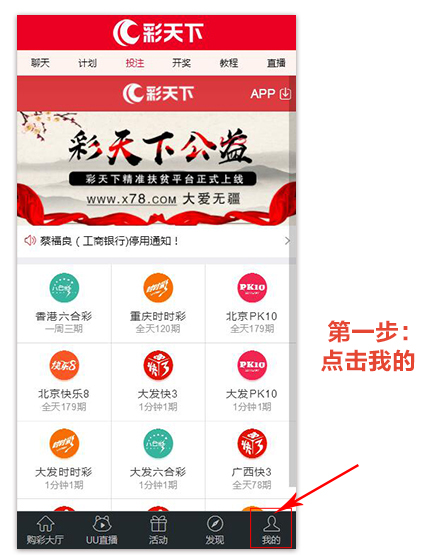 彩天下
聊天 计划 投注 开奖 教程 直播
彩天下 APP
彩天下公益
彩天下精准扶贫平台正式上线
www.x78.com 大爱无疆
蔡福良（工商银行)停用通知！
香港六合彩 重庆时时彩 北京PK10
一周三期 全天120期 全天179期
北京快乐8 大发快3 大发PK10
全天179期 1分钟1期 1分钟1期
大发时时彩 大发六合彩 广西快3
1分钟1期 1分钟1期 全天78期
购彩大厅 UU直播 活动 发现 我的
第一步：
点击我的